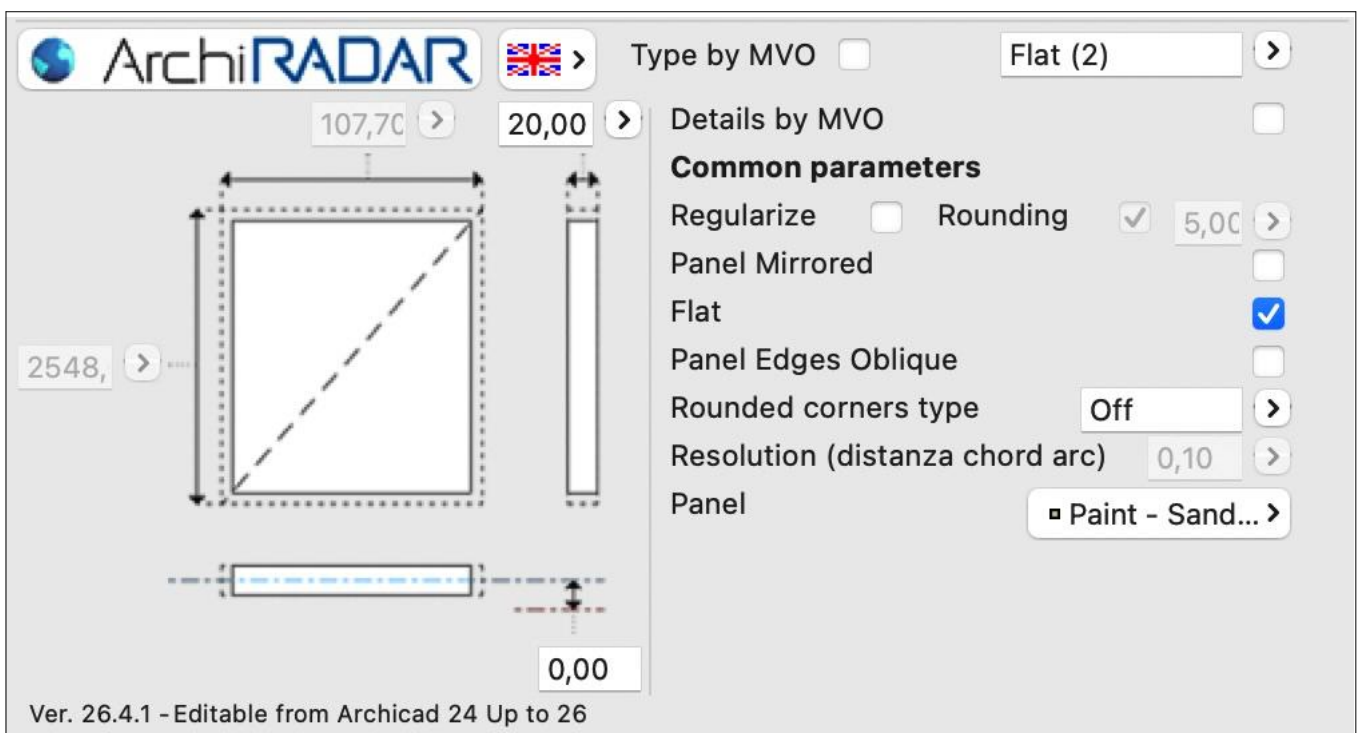 ArchiRADAR Type by MVO Flat (2)
107,70 20,00 Details by MVO
Common parameters
Regularize Rounding 5,00
Panel Mirrored
Flat
2548, Panel Edges Oblique
Rounded corners type Off
Resolution (distanza chord arc) 0,10
Panel Paint - Sand...
0,00
Ver. 26.4.1 - Editable from Archicad 24 Up to 26